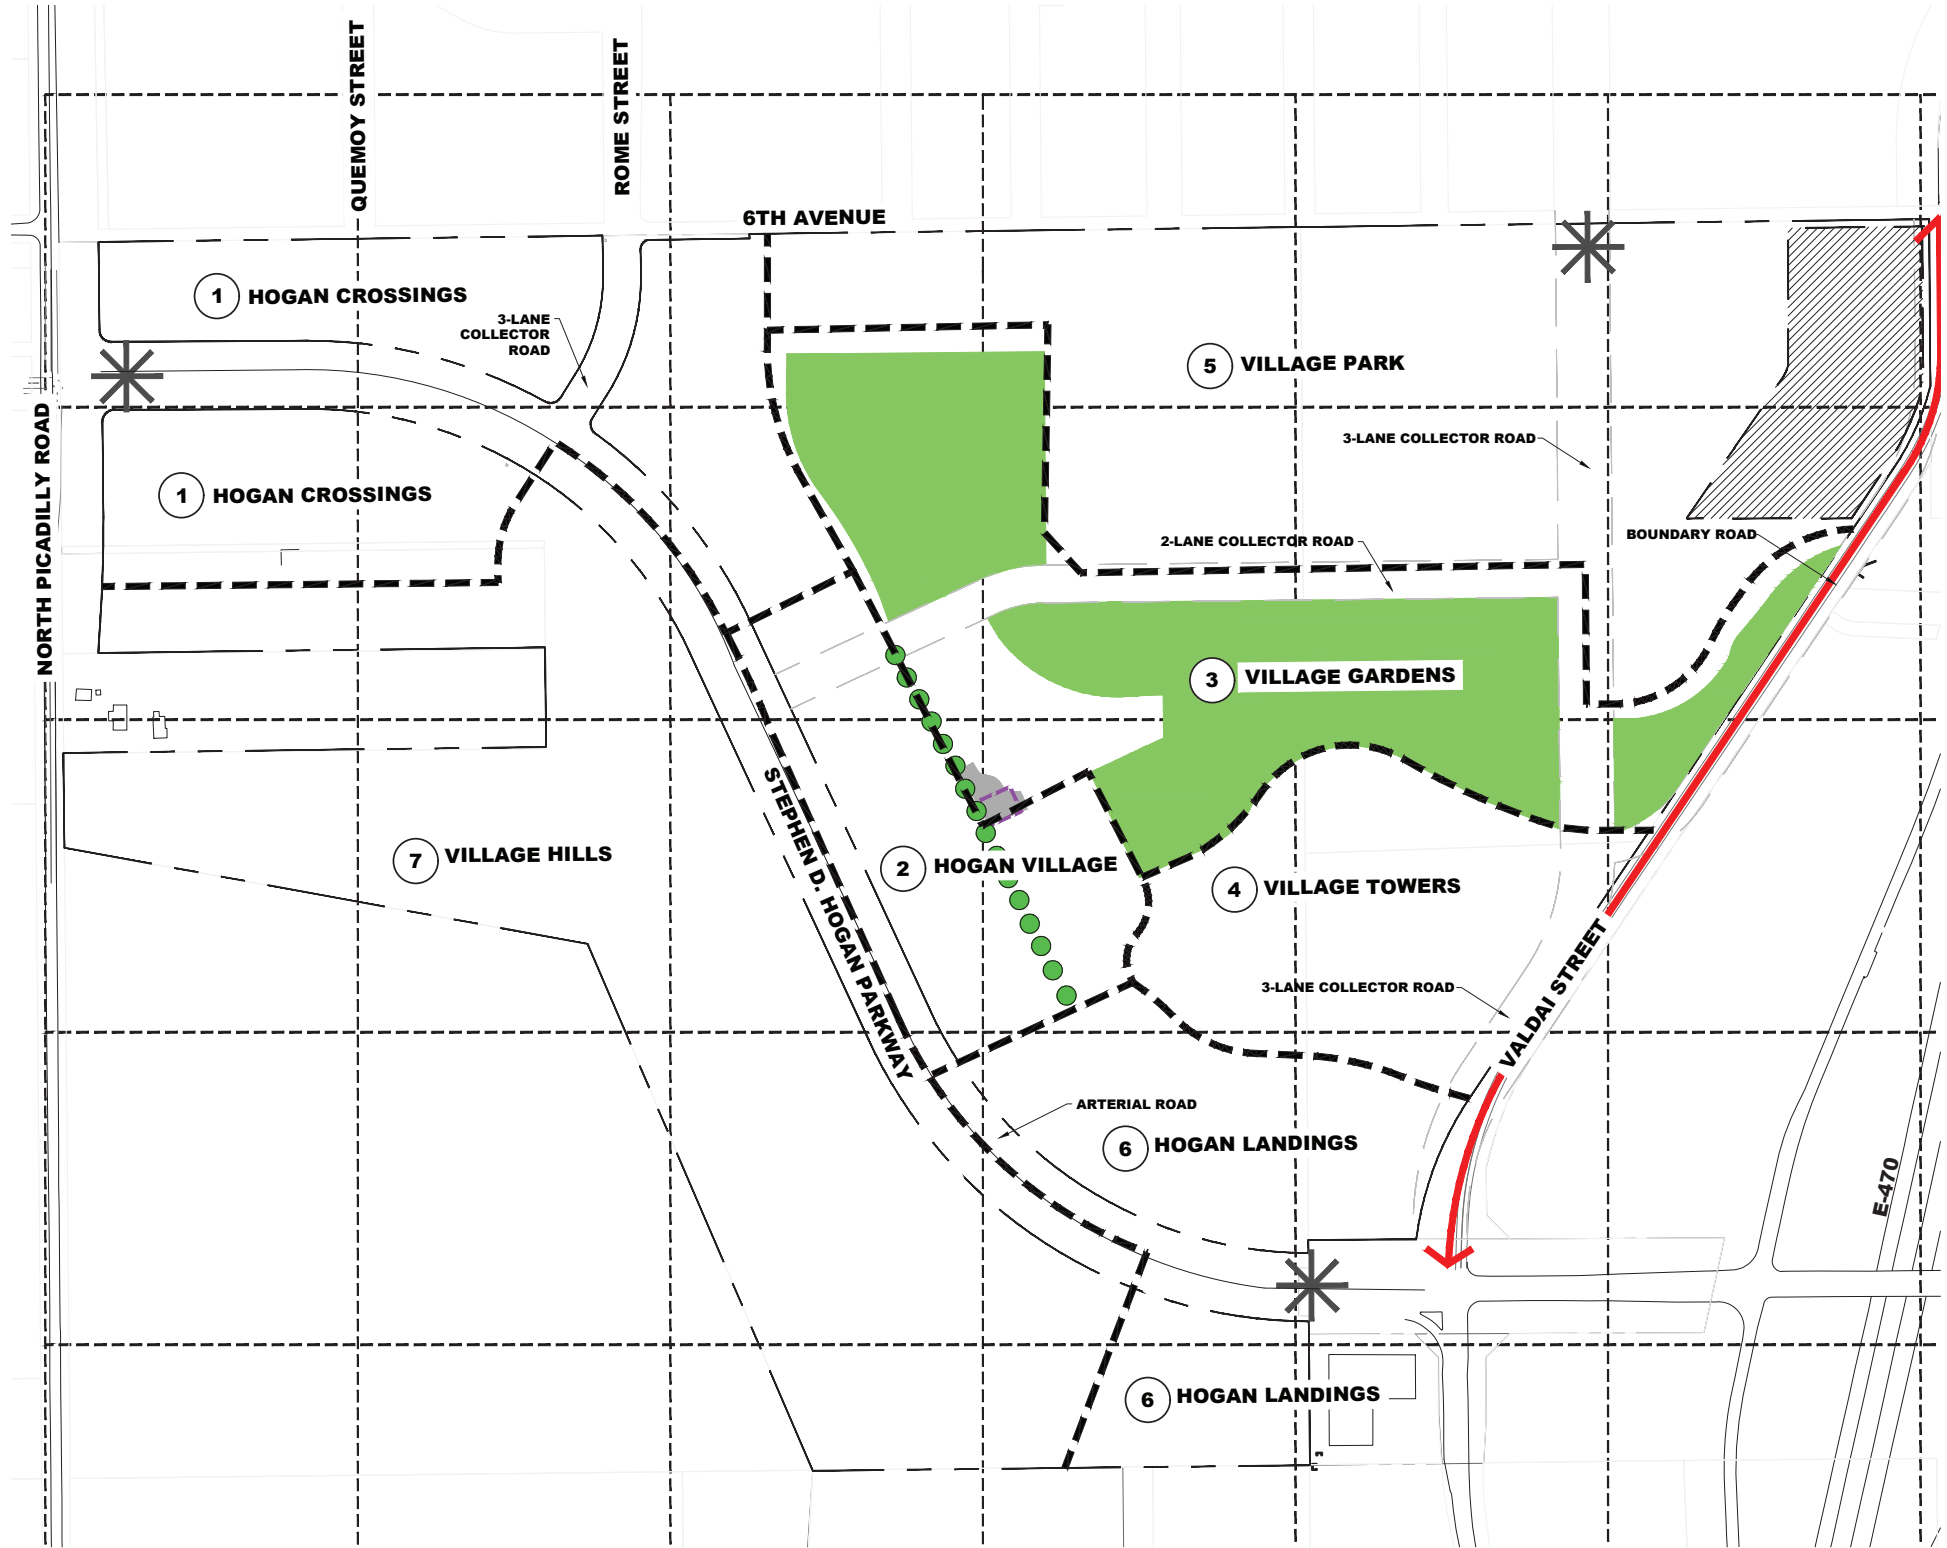 QUEMOY STREET
ROME STREET
6TH AVENUE
1 HOGAN CROSSINGS
3-LANE
COLLECTOR
ROAD
5 VILLAGE PARK
NORTH PICADILLY ROAD
3-LANE COLLECTOR ROAD
1 HOGAN CROSSINGS
2-LANE COLLECTOR ROAD
BOUNDARY ROAD
3 VILLAGE GARDENS
STEPHEN D. HOGAN PARKWAY
7 VILLAGE HILLS
2 HOGAN VILLAGE
4 VILLAGE TOWERS
3-LANE COLLECTOR ROAD
VALDAI STREET
ARTERIAL ROAD
6 HOGAN LANDINGS
E-470
6 HOGAN LANDINGS